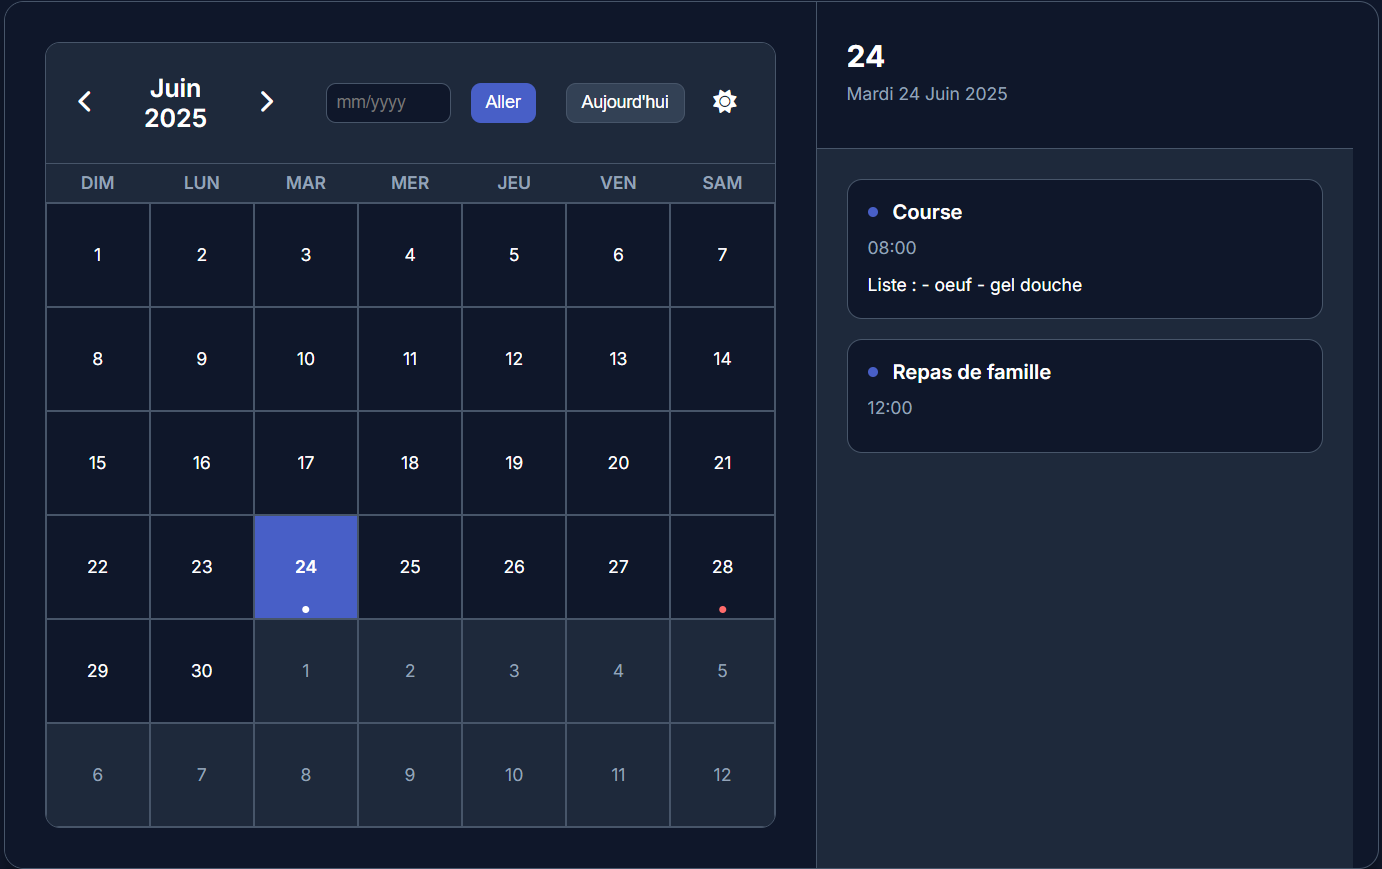 Juin
2025
mm/yyyy
Aller
Aujourd'hui
DIM LUN MAR MER JEU VEN SAM
1 2 3 4 5 6 7
8 9 10 11 12 13 14
15 16 17 18 19 20 21
22 23 24 25 26 27 28
29 30 1 2 3 4 5
6 7 8 9 10 11 12
24
Mardi 24 Juin 2025
Course
08:00
Liste : - oeuf - gel douche
Repas de famille
12:00